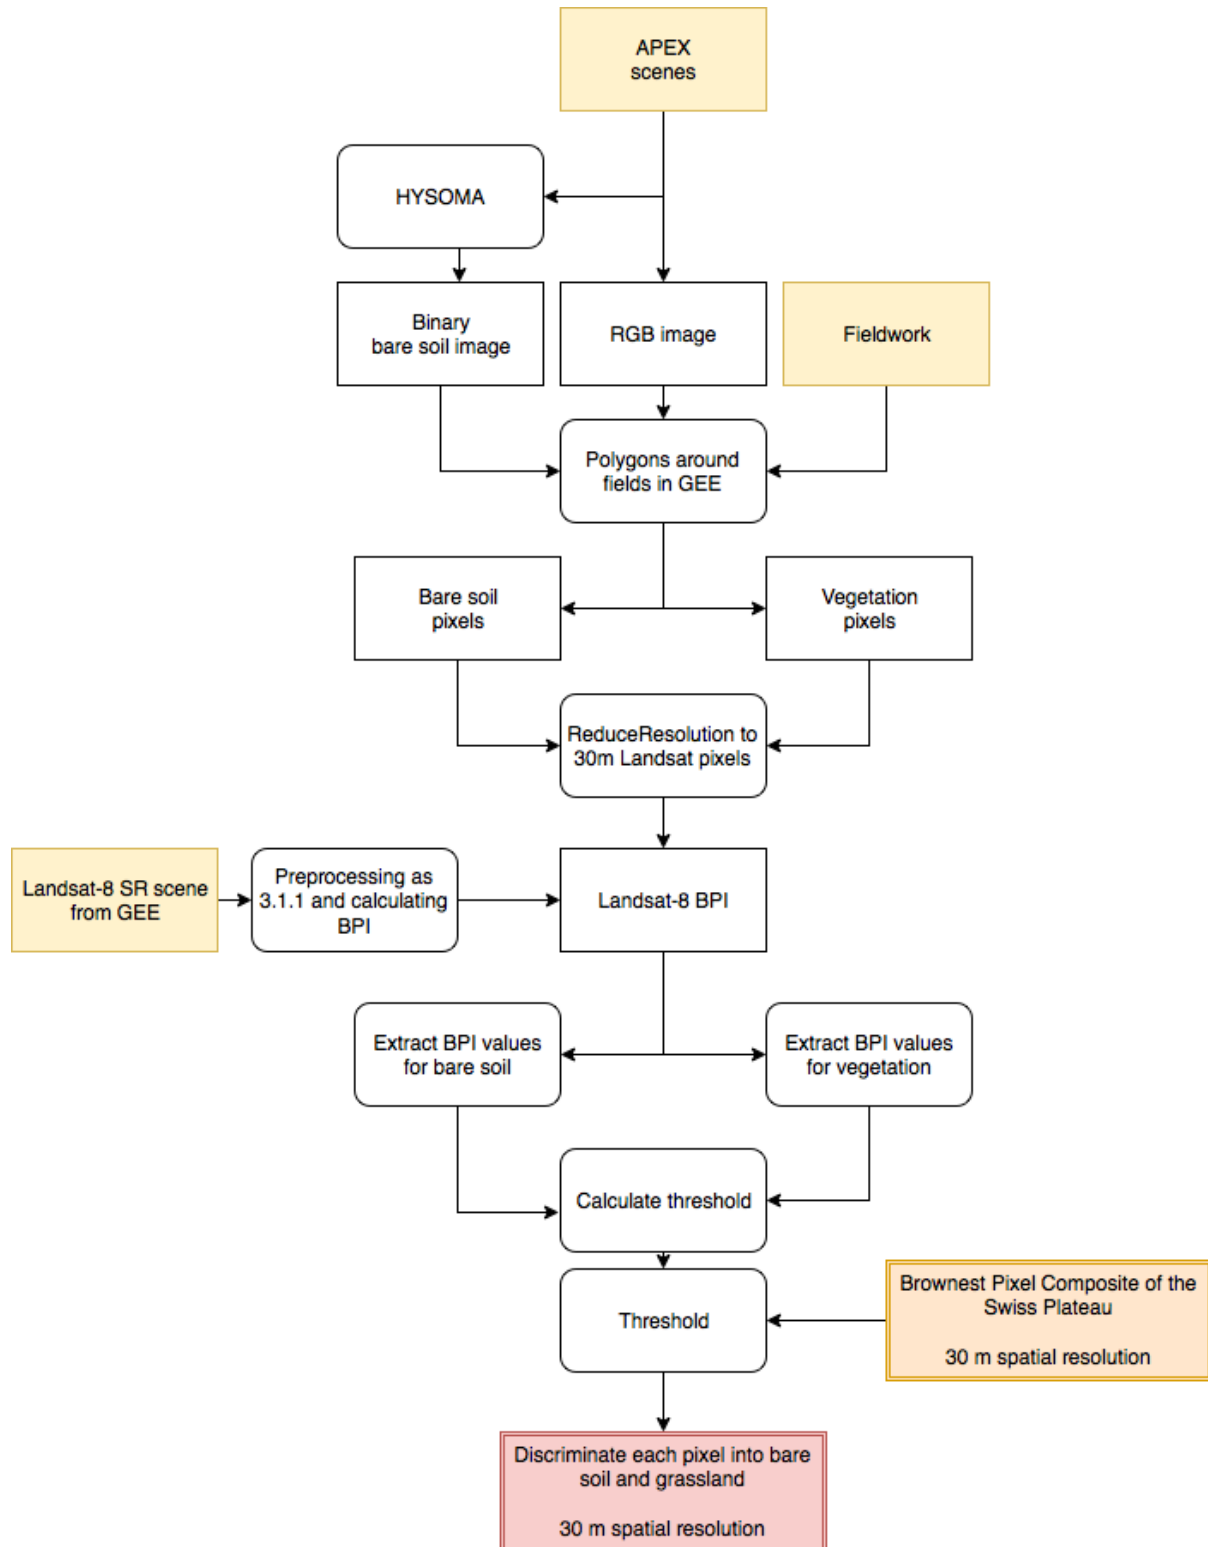 APEX
scenes
HYSOMA
Binary
bare soil image
RGB image
Fieldwork
Polygons around
fields in GEE
Bare soil
pixels
Vegetation
pixels
ReduceResolution to
30m Landsat pixels
Landsat-8 SR scene
from GEE
Preprocessing as
3.1.1 and calculating
BPI
Landsat-8 BPI
Extract BPI values
for bare soil
Extract BPI values
for vegetation
Calculate threshold
Threshold
Brownest Pixel Composite of the
Swiss Plateau
30 m spatial resolution
Discriminate each pixel into bare
soil and grassland
30 m spatial resolution